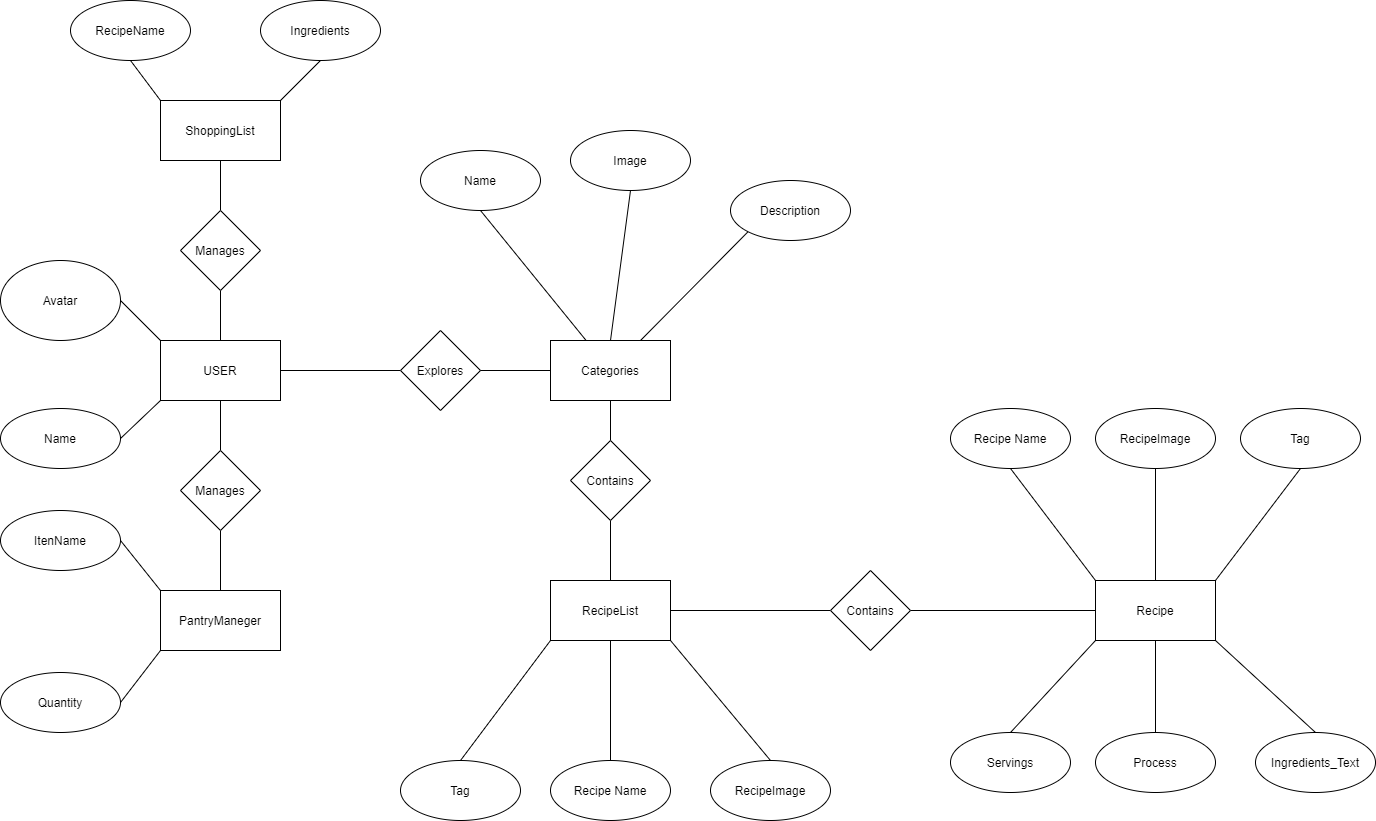 RecipeName
Ingredients
ShoppingList
Manages
Name
Image
Description
Avatar
USER
Explores
Categories
Name
Manages
Contains
Recipe Name
RecipeImage
Tag
ItenName
PantryManeger
RecipeList
Contains
Recipe
Quantity
Tag
Recipe Name
RecipeImage
Servings
Process
Ingredients_Text